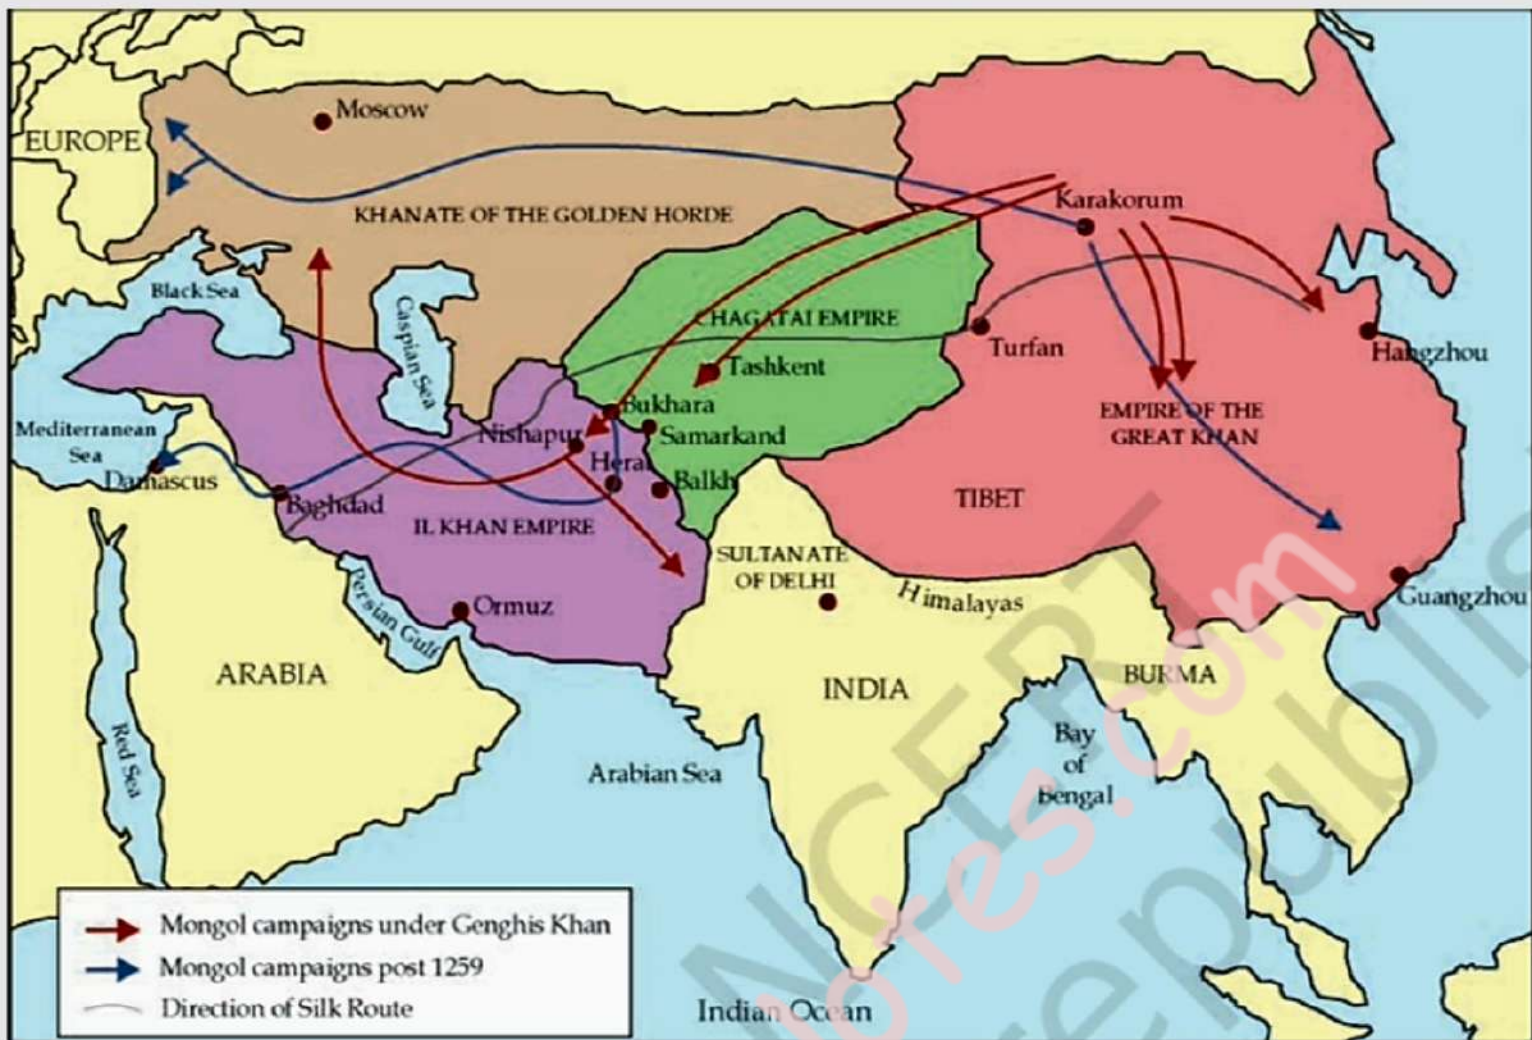 Moscow
EUROPE
Karakorum
KHANATE OF THE GOLDEN HORDE
Black Sea
Caspian Sea
CHAGATAI EMPIRE
Turfan
Hangzhou
Tashkent
Bukhara
Mediterranean
Sea
Nishapur
Samarkand
EMPIRE OF THE
GREAT KHAN
Damascus
Herat
Balkh
Baghdad
IL KHAN EMPIRE
TIBET
SULTANATE
OF DELHI
Himalayas
Guangzhou
Ormuz
Persian Gulf
ARABIA
INDIA
BURMA
Red Sea
Arabian Sea
Bay
of
Bengal
Mongol campaigns under Genghis Khan
Mongol campaigns post 1259
Direction of Silk Route
Indian Ocean
NCERT
otes.com